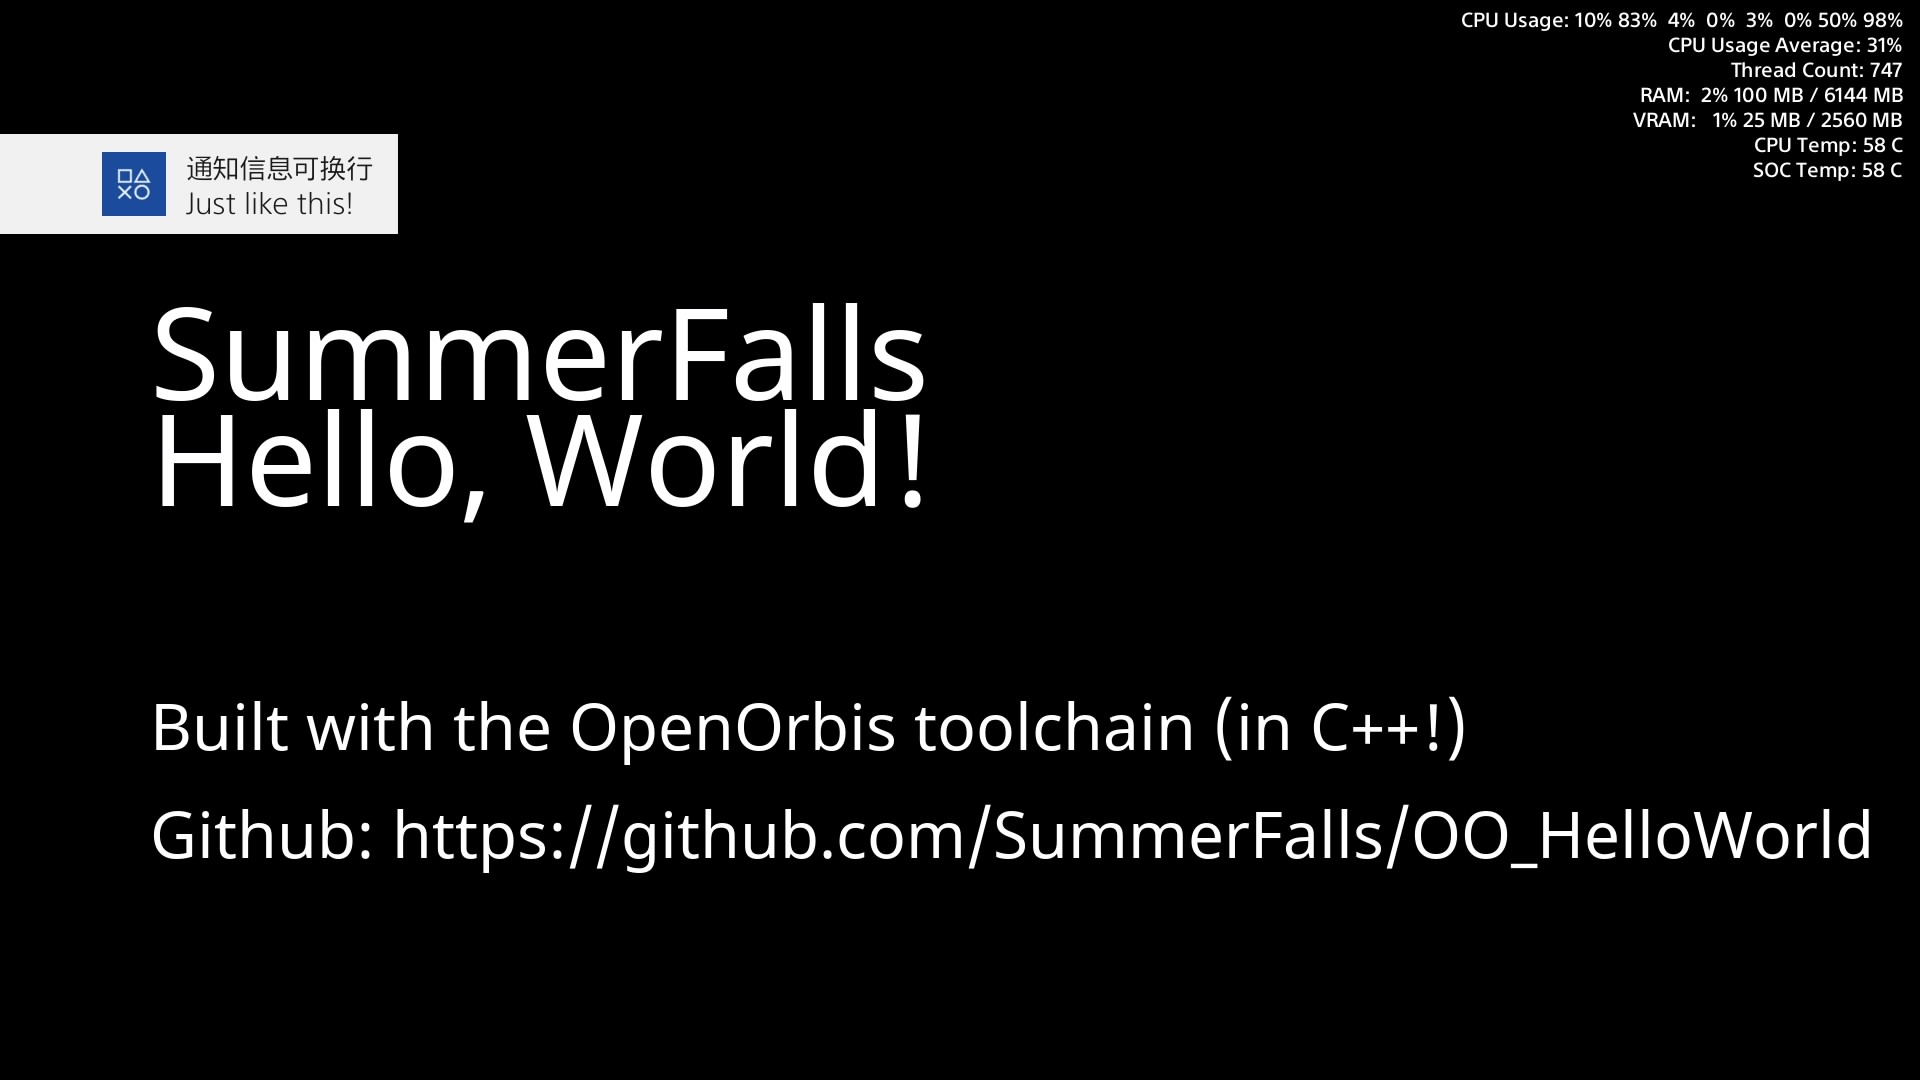 CPU Usage: 10% 83% 4% 0% 3% 0% 50% 98%
CPU Usage Average: 31%
Thread Count: 747
RAM: 2% 100 MB / 6144 MB
VRAM: 1% 25 MB / 2560 MB
CPU Temp: 58 C
SOC Temp: 58 C
通知信息可换行
Just like this!
SummerFalls
Hello, World!
Built with the OpenOrbis toolchain (in C++!)
Github: https://github.com/SummerFalls/OO_HelloWorld